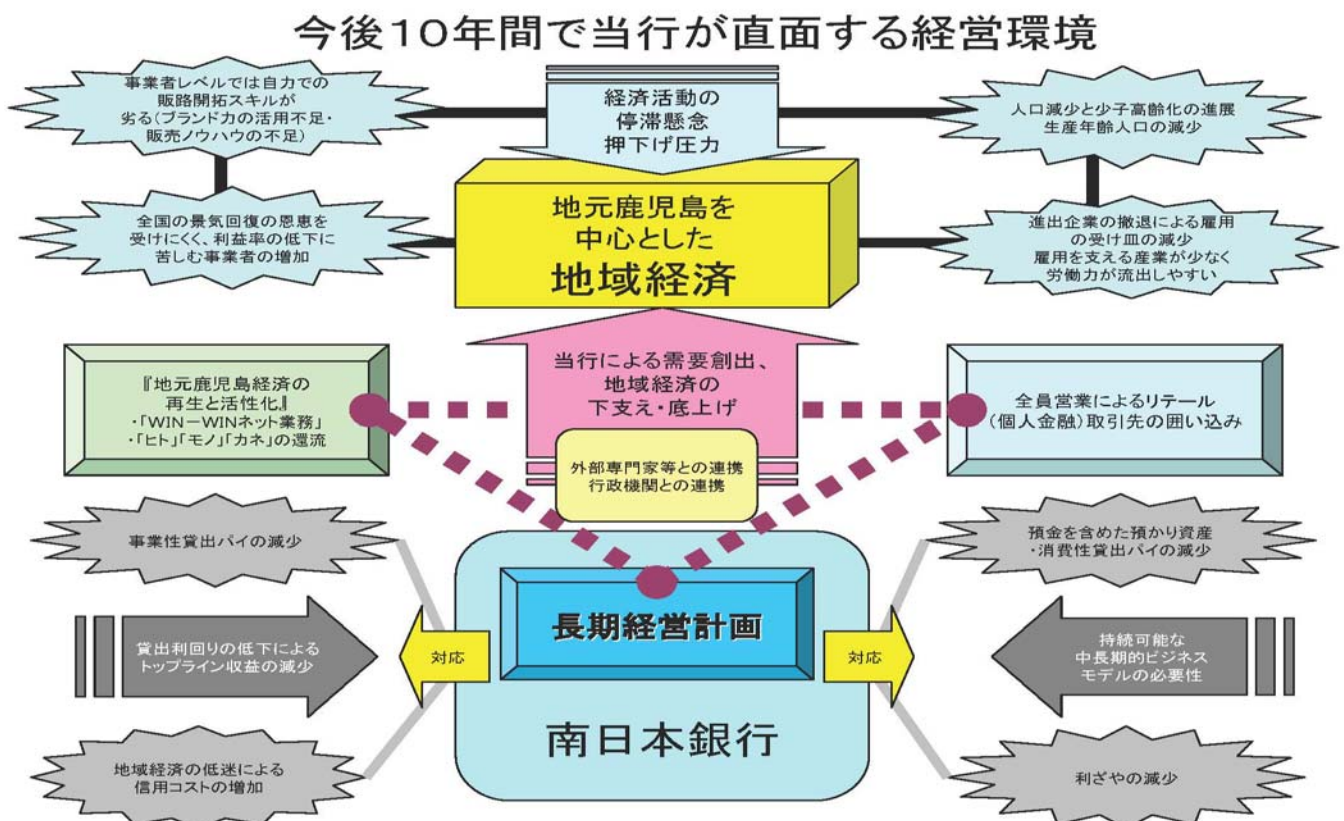 今後10年間で当行が直面する経営環境
事業者レベルでは自力での
販路開拓スキルが
劣る(ブランド力の活用不足・
販売ノウハウの不足)
経済活動の
停滞懸念
押下げ圧力
人口減少と少子高齢化の進展
生産年齢人口の減少
全国の景気回復の恩恵を
受けにくく、利益率の低下に
苦しむ事業者の増加
地元鹿児島を
中心とした
地域経済
進出企業の撤退による雇用
の受け皿の減少
雇用を支える産業が少なく
労働力が流出しやすい
『地元鹿児島経済の
再生と活性化』
・「WIN-WINネット業務」
・「ヒト」「モノ」「カネ」の還流
当行による需要創出、
地域経済の
下支え・底上げ
全員営業によるリテール
(個人金融)取引先の囲い込み
外部専門家等との連携
行政機関との連携
事業性貸出パイの減少
預金を含めた預かり資産
・消費性貸出パイの減少
長期経営計画
貸出利回りの低下による
トップライン収益の減少
対応
対応
持続可能な
中長期的ビジネス
モデルの必要性
南日本銀行
地域経済の低迷による
信用コストの増加
利ざやの減少